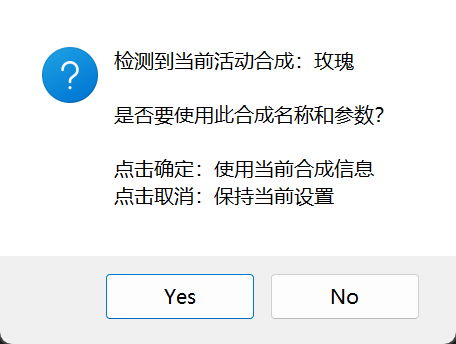 检测到当前活动合成：玫瑰
是否要使用此合成名称和参数?
点击确定：使用当前合成信息
点击取消：保持当前设置
Yes
No